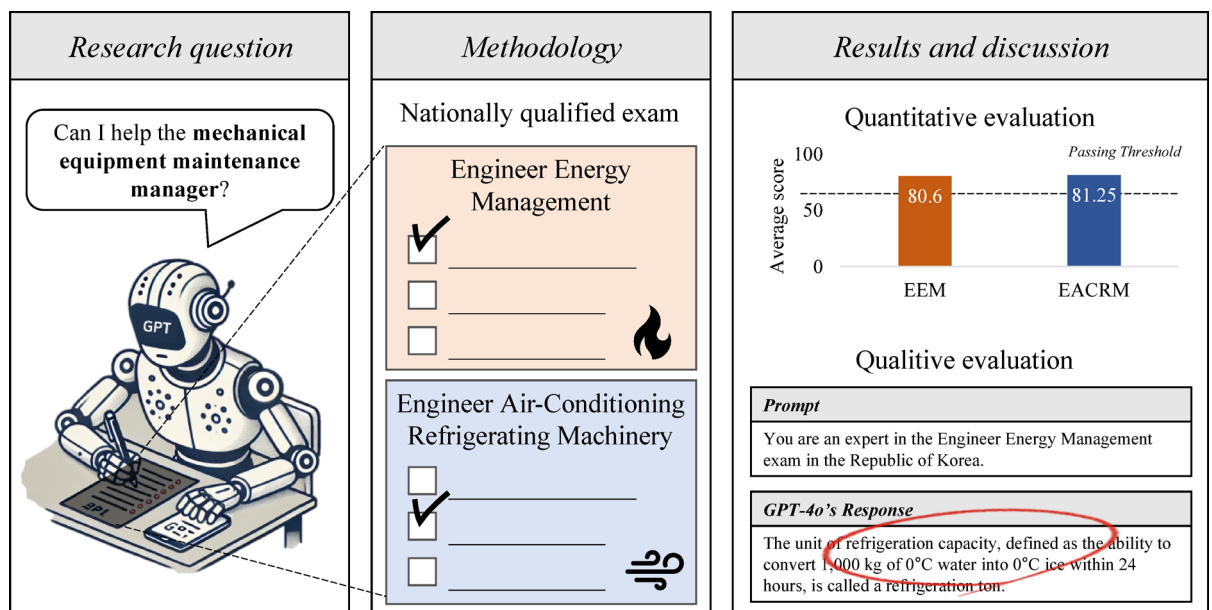 Research question
Can I help the mechanical
equipment maintenance
manager?
GPT
GPT
Methodology
Nationally qualified exam
Engineer Energy
Management
Engineer Air-Conditioning
Refrigerating Machinery
Results and discussion
Quantitative evaluation
Passing Threshold
Average score
100
50
0
80.6
81.25
EEM
EACRM
Qualitive evaluation
Prompt
You are an expert in the Engineer Energy Management
exam in the Republic of Korea.
GPT-4o's Response
The unit of refrigeration capacity, defined as the ability to
convert 1,000 kg of 0°C water into 0°C ice within 24
hours, is called a refrigeration ton.